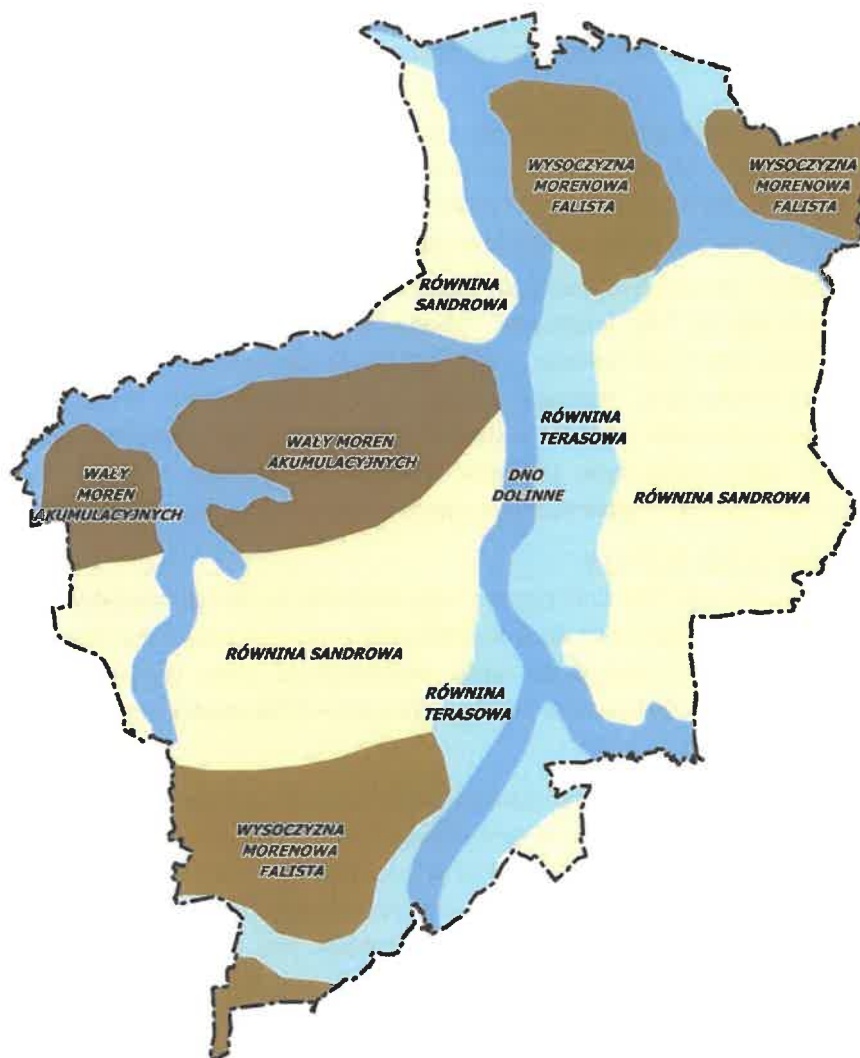 WYSOCZYZNA
MORENOWA
FALISTA
WYSOCZYZNA
MORENOWA
FALISTA
RÓWNINA
SANDROWA
RÓWNINA
TERASOWA
WAŁY MOREN
AKUMULACYJNYCH
WAŁY
MOREN
AKUMULACYJNYCH
DNO
DOLINNE
RÓWNINA SANDROWA
RÓWNINA SANDROWA
RÓWNINA
TERASOWA
WYSOCZYZNA
MORENOWA
FALISTA